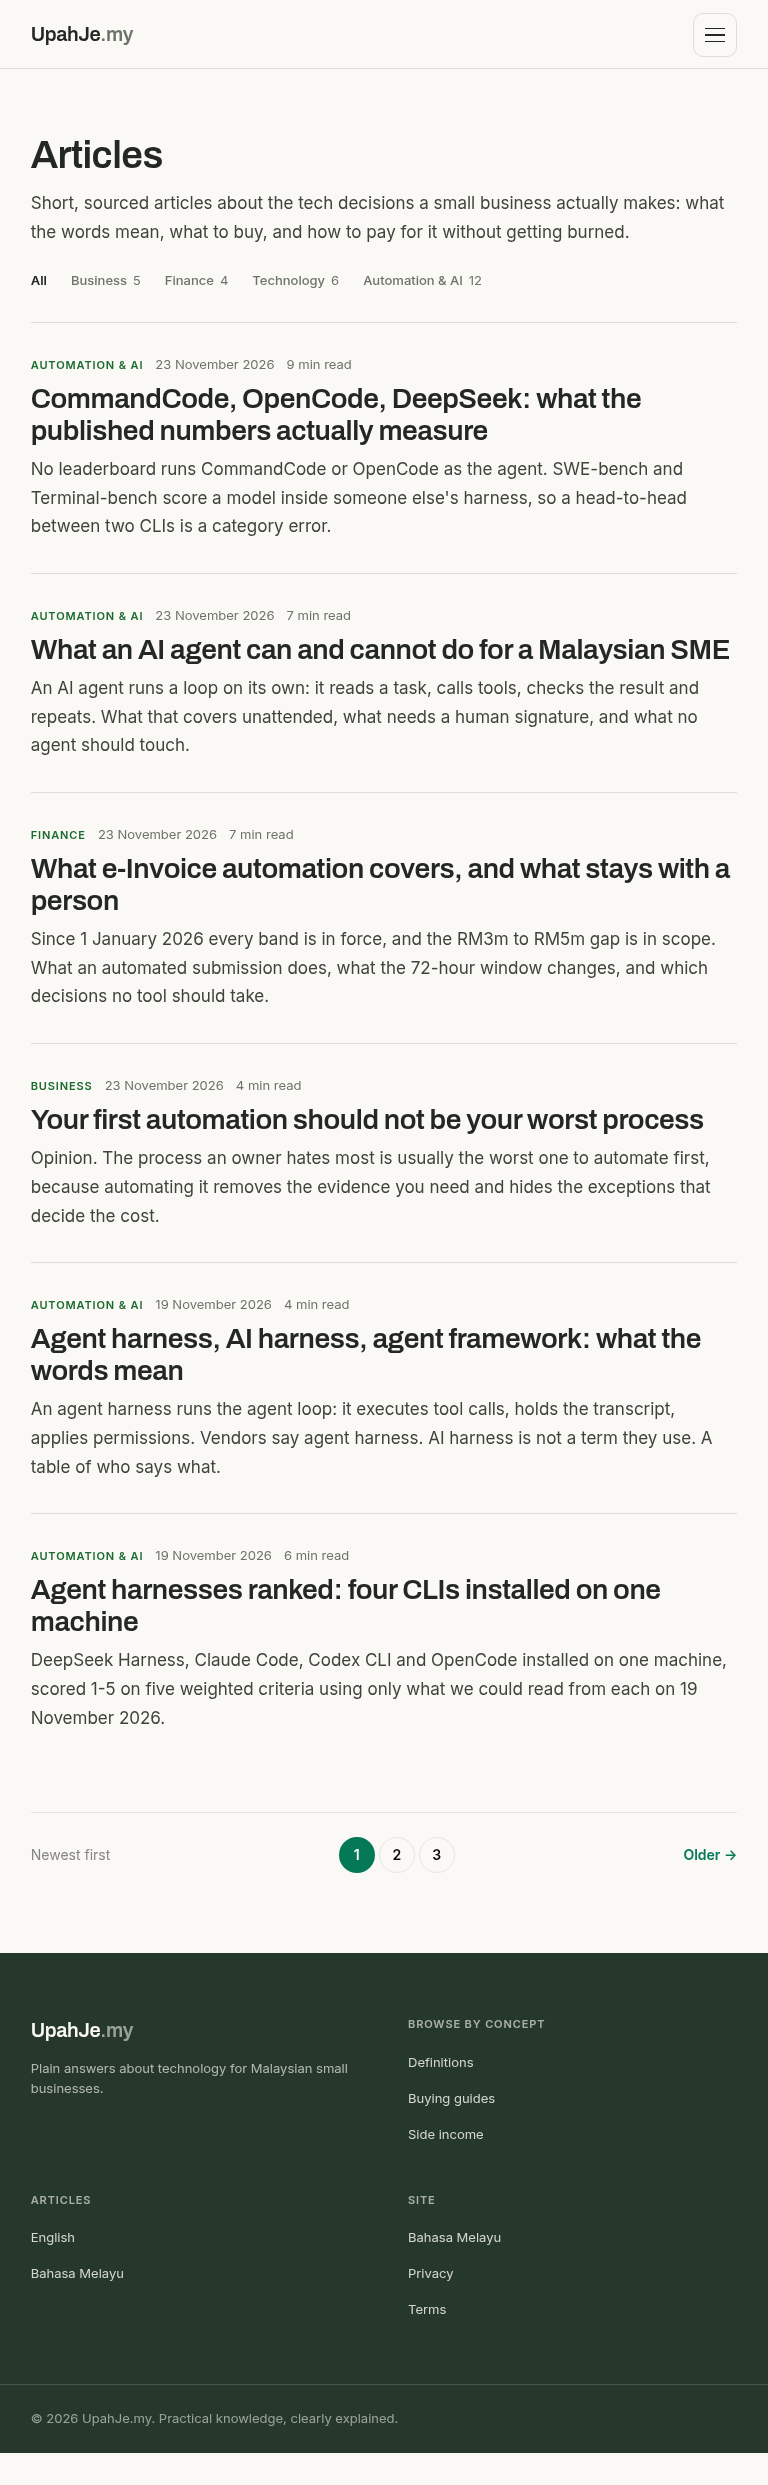 UpahJe.my
Articles
Short, sourced articles about the tech decisions a small business actually makes: what
the words mean, what to buy, and how to pay for it without getting burned.
All Business 5 Finance 4 Technology 6 Automation & AI 12
AUTOMATION & AI 23 November 2026 9 min read
CommandCode, OpenCode, DeepSeek: what the
published numbers actually measure
No leaderboard runs CommandCode or OpenCode as the agent. SWE-bench and
Terminal-bench score a model inside someone else's harness, so a head-to-head
between two CLIs is a category error.
AUTOMATION & AI 23 November 2026 7 min read
What an AI agent can and cannot do for a Malaysian SME
An AI agent runs a loop on its own: it reads a task, calls tools, checks the result and
repeats. What that covers unattended, what needs a human signature, and what no
agent should touch.
FINANCE 23 November 2026 7 min read
What e-Invoice automation covers, and what stays with a
person
Since 1 January 2026 every band is in force, and the RM3m to RM5m gap is in scope.
What an automated submission does, what the 72-hour window changes, and which
decisions no tool should take.
BUSINESS 23 November 2026 4 min read
Your first automation should not be your worst process
Opinion. The process an owner hates most is usually the worst one to automate first,
because automating it removes the evidence you need and hides the exceptions that
decide the cost.
AUTOMATION & AI 19 November 2026 4 min read
Agent harness, AI harness, agent framework: what the
words mean
An agent harness runs the agent loop: it executes tool calls, holds the transcript,
applies permissions. Vendors say agent harness. AI harness is not a term they use. A
table of who says what.
AUTOMATION & AI 19 November 2026 6 min read
Agent harnesses ranked: four CLIs installed on one
machine
DeepSeek Harness, Claude Code, Codex CLI and OpenCode installed on one machine,
scored 1-5 on five weighted criteria using only what we could read from each on 19
November 2026.
Newest first 1 2 3 Older →
UpahJe.my
Plain answers about technology for Malaysian small
businesses.
BROWSE BY CONCEPT
Definitions
Buying guides
Side income
ARTICLES
English
Bahasa Melayu
SITE
Bahasa Melayu
Privacy
Terms
© 2026 UpahJe.my. Practical knowledge, clearly explained.